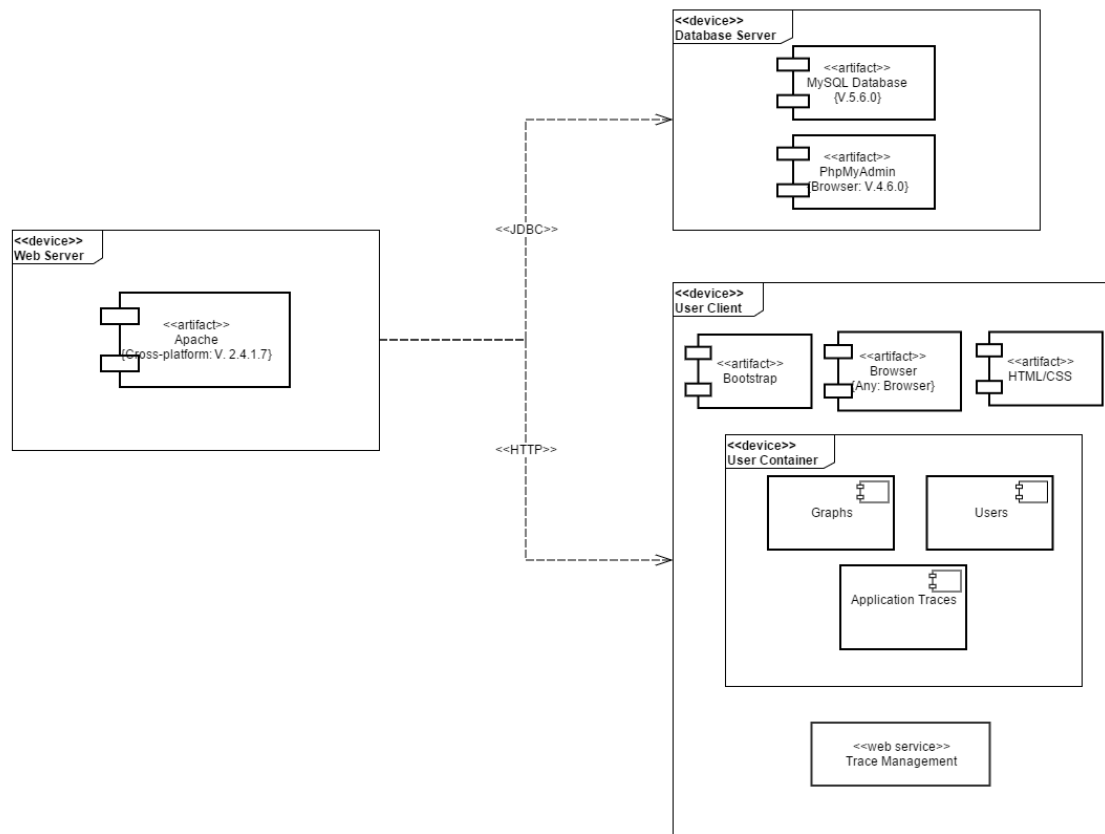 <<device>>
Database Server
<<artifact>>
MySQL Database
{V.5.6.0}
<<artifact>>
PhpMyAdmin
{Browser: V.4.6.0}
<<JDBC>>
<<device>>
Web Server
<<artifact>>
Apache
{Cross-platform: V. 2.4.1.7}
<<HTTP>>
<<device>>
User Client
<<artifact>>
Bootstrap
<<artifact>>
Browser
{Any: Browser}
<<artifact>>
HTML/CSS
<<device>>
User Container
Graphs
Users
Application Traces
<<web service>>
Trace Management